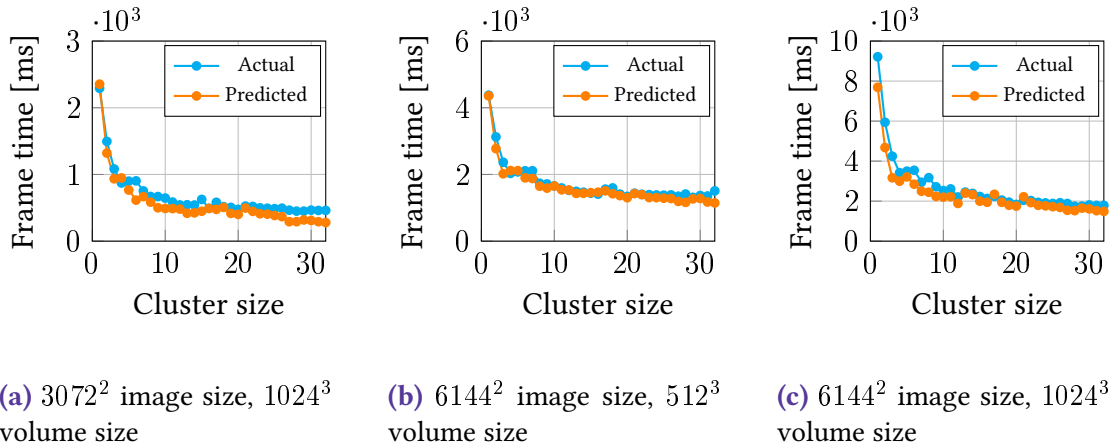 ·10³
Frame time [ms]
3
2
1
0
0 10 20 30
Cluster size
Actual
Predicted
(a) 3072² image size, 1024³
volume size
·10³
Frame time [ms]
6
4
2
0
0 10 20 30
Cluster size
Actual
Predicted
(b) 6144² image size, 512³
volume size
·10³
Frame time [ms]
10
8
6
4
2
0
0 10 20 30
Cluster size
Actual
Predicted
(c) 6144² image size, 1024³
volume size